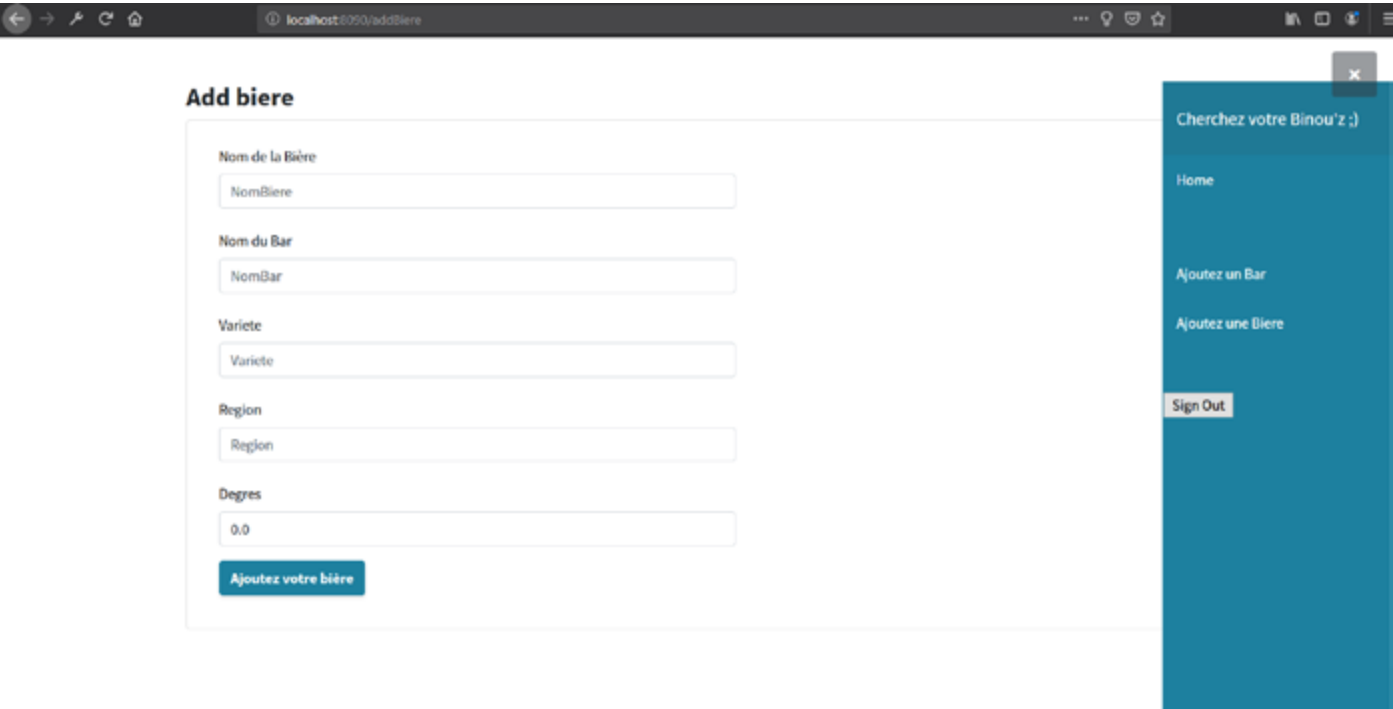 localhost:8090/addBiere
Add biere
Nom de la Bière
NomBiere
Nom du Bar
NomBar
Variete
Variete
Region
Region
Degres
0.0
Ajoutez votre bière
×
Cherchez votre Binou'z ;)
Home
Ajoutez un Bar
Ajoutez une Biere
Sign Out